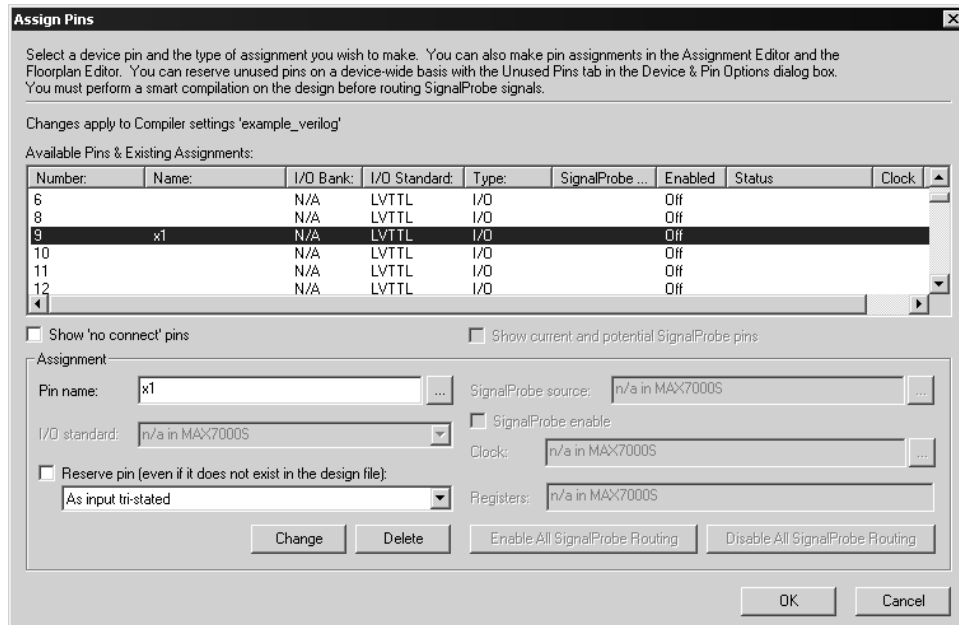 Assign Pins
Select a device pin and the type of assignment you wish to make. You can also make pin assignments in the Assignment Editor and the
Floorplan Editor. You can reserve unused pins on a device-wide basis with the Unused Pins tab in the Device & Pin Options dialog box.
You must perform a smart compilation on the design before routing SignalProbe signals.
Changes apply to Compiler settings 'example_verilog'
Available Pins & Existing Assignments:
Number: Name: I/O Bank: I/O Standard: Type: SignalProbe ... Enabled Status Clock
6 N/A LVTTL I/O Off
8 N/A LVTTL I/O Off
9 x1 N/A LVTTL I/O Off
10 N/A LVTTL I/O Off
11 N/A LVTTL I/O Off
12 N/A LVTTL I/O Off
Show 'no connect' pins Show current and potential SignalProbe pins
Assignment
Pin name: x1 ... SignalProbe source: n/a in MAX7000S ...
SignalProbe enable
I/O standard: n/a in MAX7000S
Clock: n/a in MAX7000S ...
Reserve pin (even if it does not exist in the design file):
As input tri-stated Registers: n/a in MAX7000S
Change Delete Enable All SignalProbe Routing Disable All SignalProbe Routing
OK Cancel